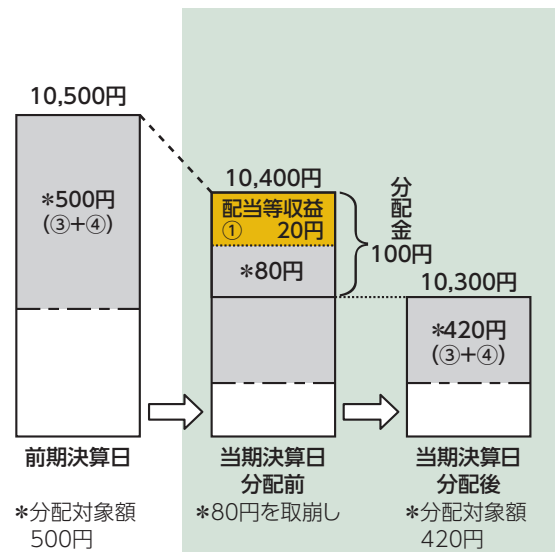 10,500円
*500円
(③+④)
10,400円
配当等収益
① 20円
*80円
分配金
100円
10,300円
*420円
(③+④)
前期決算日
当期決算日
分配前
当期決算日
分配後
*分配対象額
500円
*80円を取崩し
*分配対象額
420円